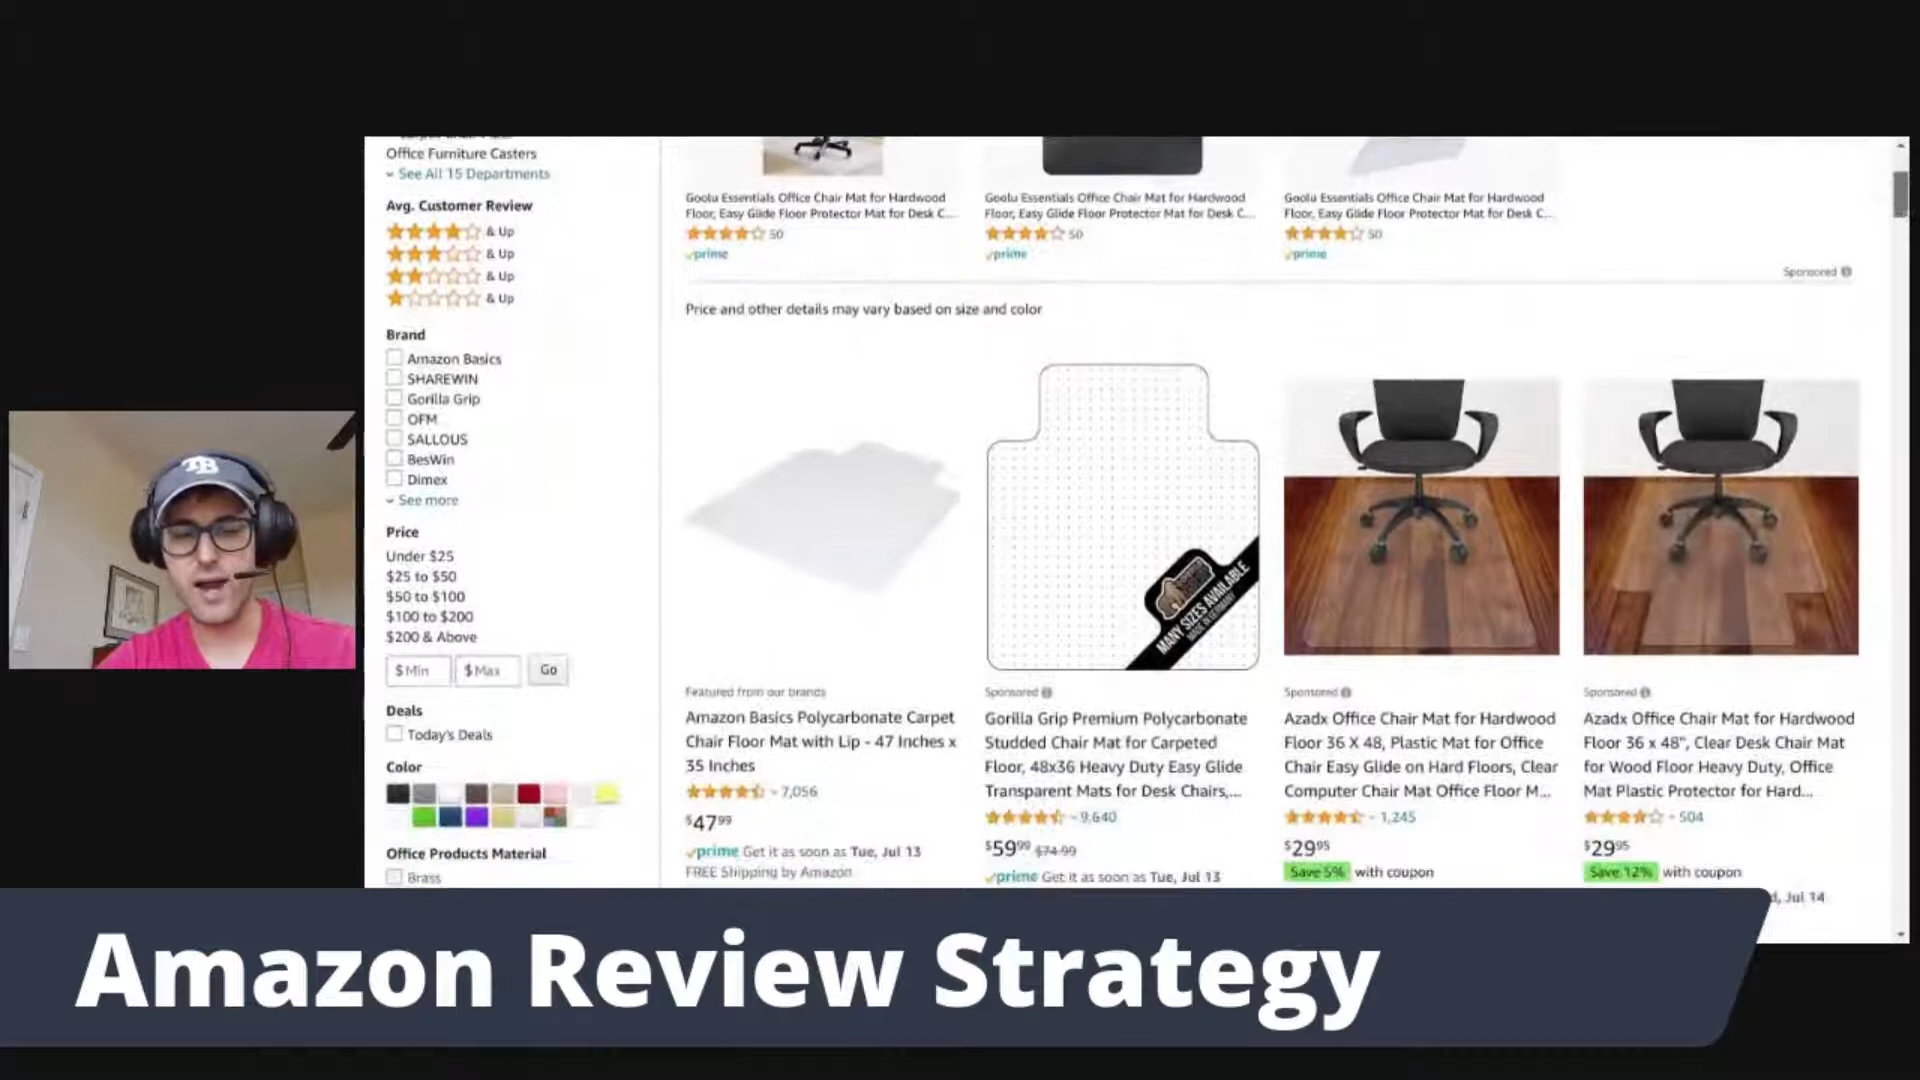 Office Furniture Casters
See All 15 Departments
Avg. Customer Review
& Up
& Up
& Up
& Up
Brand
Amazon Basics
SHAREWIN
Gorilla Grip
OFM
SALLOUS
BesWin
Dimex
See more
Price
Under $25
$25 to $50
$50 to $100
$100 to $200
$200 & Above
$ Min $ Max Go
Deals
Today's Deals
Color
Office Products Material
Brass
Goolu Essentials Office Chair Mat for Hardwood
Floor, Easy Glide Floor Protector Mat for Desk C...
50
prime
Goolu Essentials Office Chair Mat for Hardwood
Floor, Easy Glide Floor Protector Mat for Desk C...
50
prime
Goolu Essentials Office Chair Mat for Hardwood
Floor, Easy Glide Floor Protector Mat for Desk C...
50
prime
Sponsored
Price and other details may vary based on size and color
Featured from our brands
Amazon Basics Polycarbonate Carpet
Chair Floor Mat with Lip - 47 Inches x
35 Inches
7,056
$47.99
prime Get it as soon as Tue, Jul 13
FREE Shipping by Amazon
MANY SIZES AVAILABLE
MADE IN GERMANY
Sponsored
Gorilla Grip Premium Polycarbonate
Studded Chair Mat for Carpeted
Floor, 48x36 Heavy Duty Easy Glide
Transparent Mats for Desk Chairs,...
9,640
$59.99 $74.99
prime Get it as soon as Tue, Jul 13
Sponsored
Azadx Office Chair Mat for Hardwood
Floor 36 X 48, Plastic Mat for Office
Chair Easy Glide on Hard Floors, Clear
Computer Chair Mat Office Floor M...
1,245
$29.95
Save 5% with coupon
Sponsored
Azadx Office Chair Mat for Hardwood
Floor 36 x 48", Clear Desk Chair Mat
for Wood Floor Heavy Duty, Office
Mat Plastic Protector for Hard...
504
$29.95
Save 12% with coupon
Jul 14
TB
Amazon Review Strategy